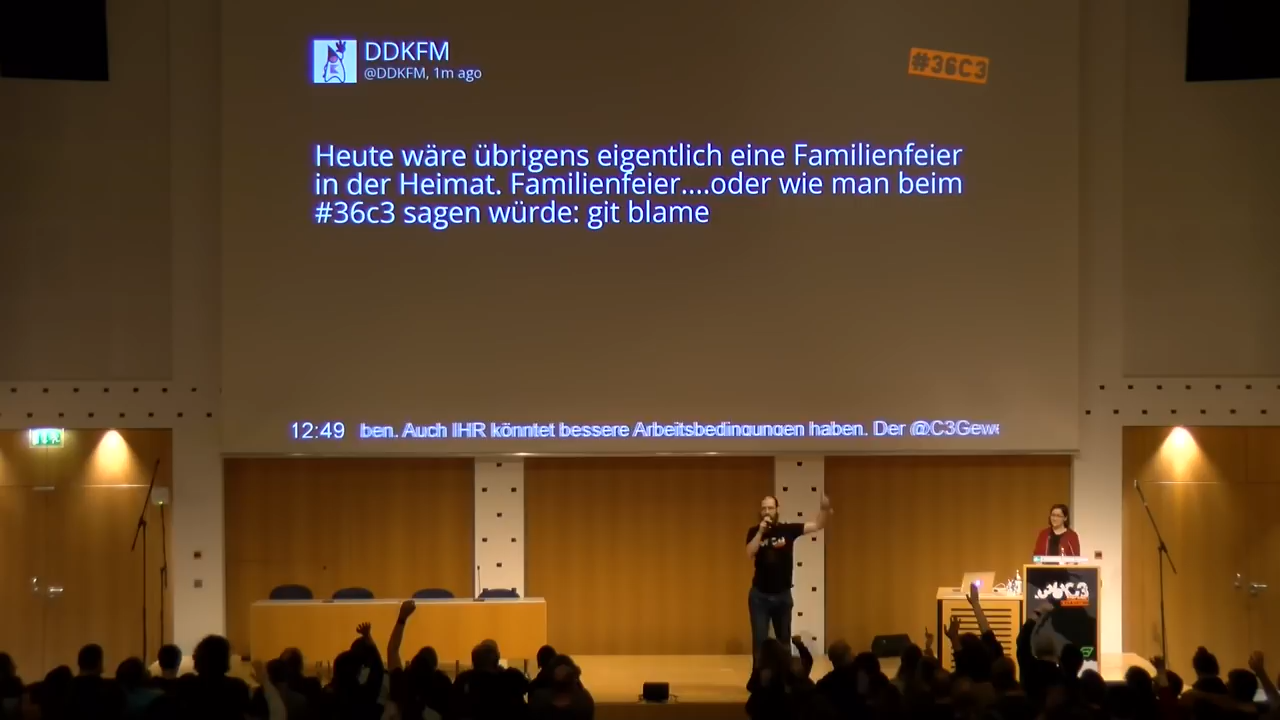 DDKFM
@DDKFM, 1m ago
#36C3
Heute wäre übrigens eigentlich eine Familienfeier
in der Heimat. Familienfeier....oder wie man beim
#36c3 sagen würde: git blame
12:49 ben. Auch IHR könntet bessere Arbeitsbedingungen haben. Der @C3Gewe